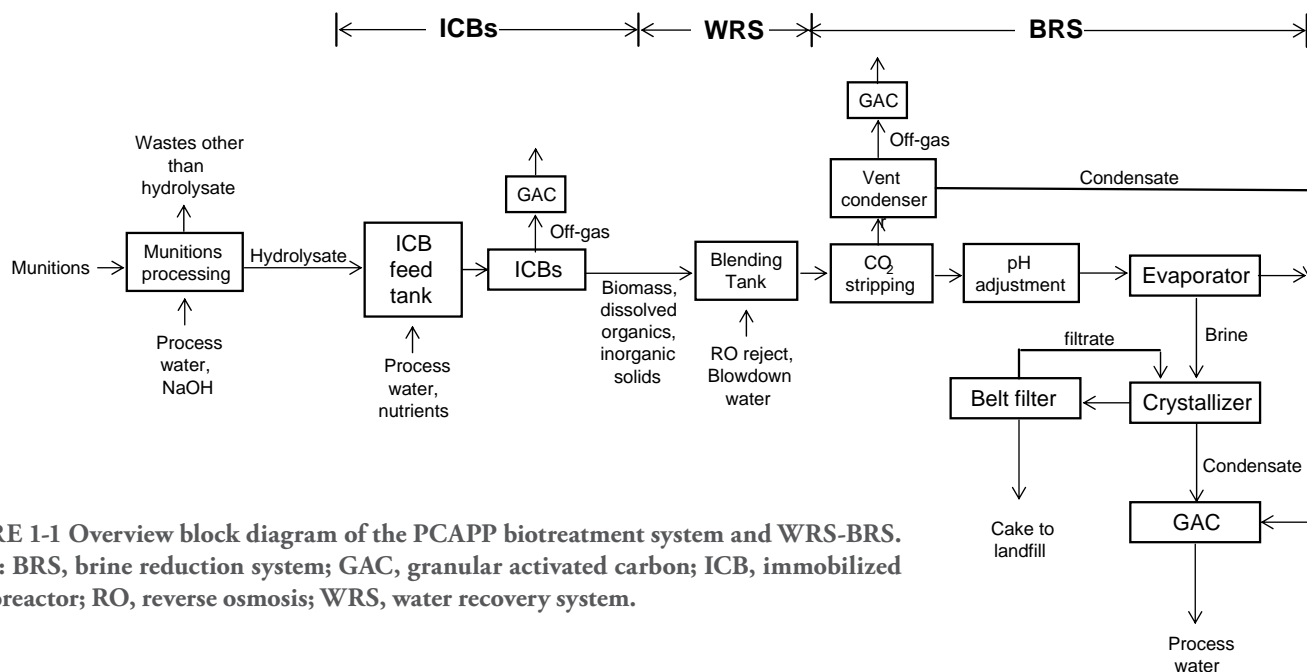 ICBs
WRS
BRS
GAC
Off-gas
Wastes other
than
hydrolysate
GAC
Vent
condenser
r
Condensate
Munitions
Munitions
processing
Hydrolysate
ICB
feed
tank
Off-gas
ICBs
Blending
Tank
CO2
stripping
pH
adjustment
Evaporator
Process
water,
NaOH
Process
water,
nutrients
Biomass,
dissolved
organics,
inorganic
solids
RO reject,
Blowdown
water
filtrate
Brine
Belt filter
Crystallizer
Condensate
Cake to
landfill
GAC
Process
water
RE 1-1 Overview block diagram of the PCAPP biotreatment system and WRS-BRS.
: BRS, brine reduction system; GAC, granular activated carbon; ICB, immobilized
reactor; RO, reverse osmosis; WRS, water recovery system.